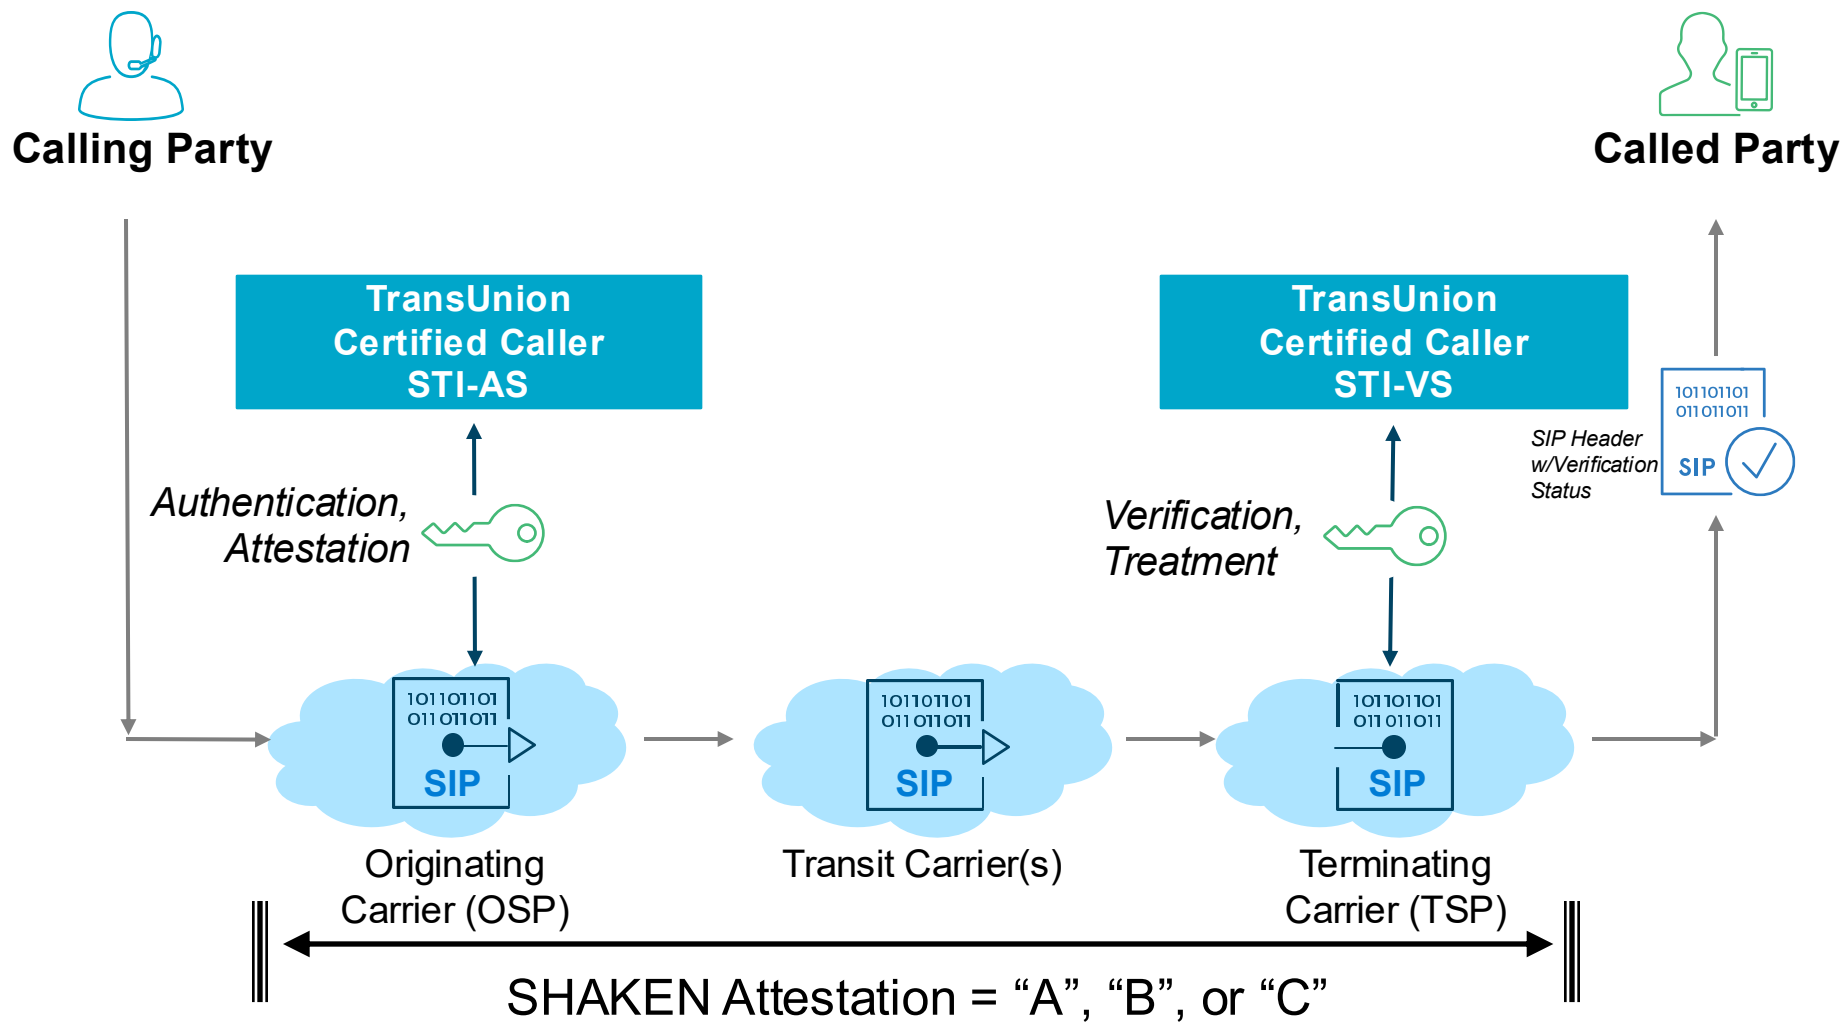 Calling Party
Called Party
TransUnion
Certified Caller
STI-AS
TransUnion
Certified Caller
STI-VS
101101101
011011011
SIP
SIP Header
w/Verification
Status
Authentication,
Attestation
Verification,
Treatment
101101101
011011011
SIP
101101101
011011011
SIP
101101101
011011011
SIP
Originating
Carrier (OSP)
Transit Carrier(s)
Terminating
Carrier (TSP)
SHAKEN Attestation = “A”, “B”, or “C”